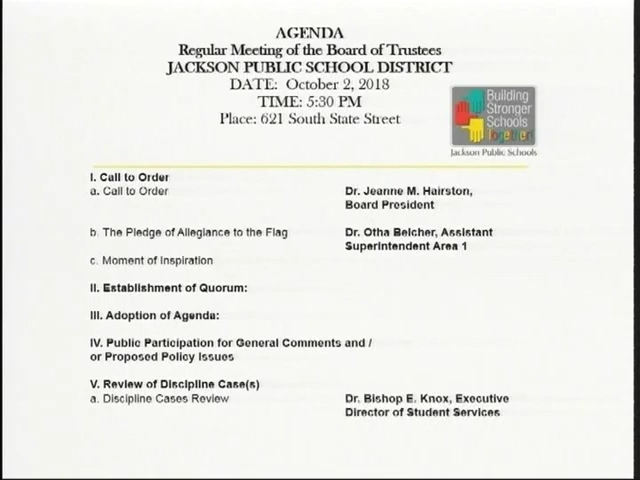 AGENDA
Regular Meeting of the Board of Trustees
JACKSON PUBLIC SCHOOL DISTRICT
DATE: October 2, 2018
TIME: 5:30 PM
Place: 621 South State Street
Building
Stronger
Schools
Together
Jackson Public Schools
I. Call to Order
a. Call to Order Dr. Jeanne M. Hairston,
Board President
b. The Pledge of Allegiance to the Flag Dr. Otha Belcher, Assistant
Superintendent Area 1
c. Moment of Inspiration
II. Establishment of Quorum:
III. Adoption of Agenda:
IV. Public Participation for General Comments and /
or Proposed Policy Issues
V. Review of Discipline Case(s)
a. Discipline Cases Review Dr. Bishop E. Knox, Executive
Director of Student Services